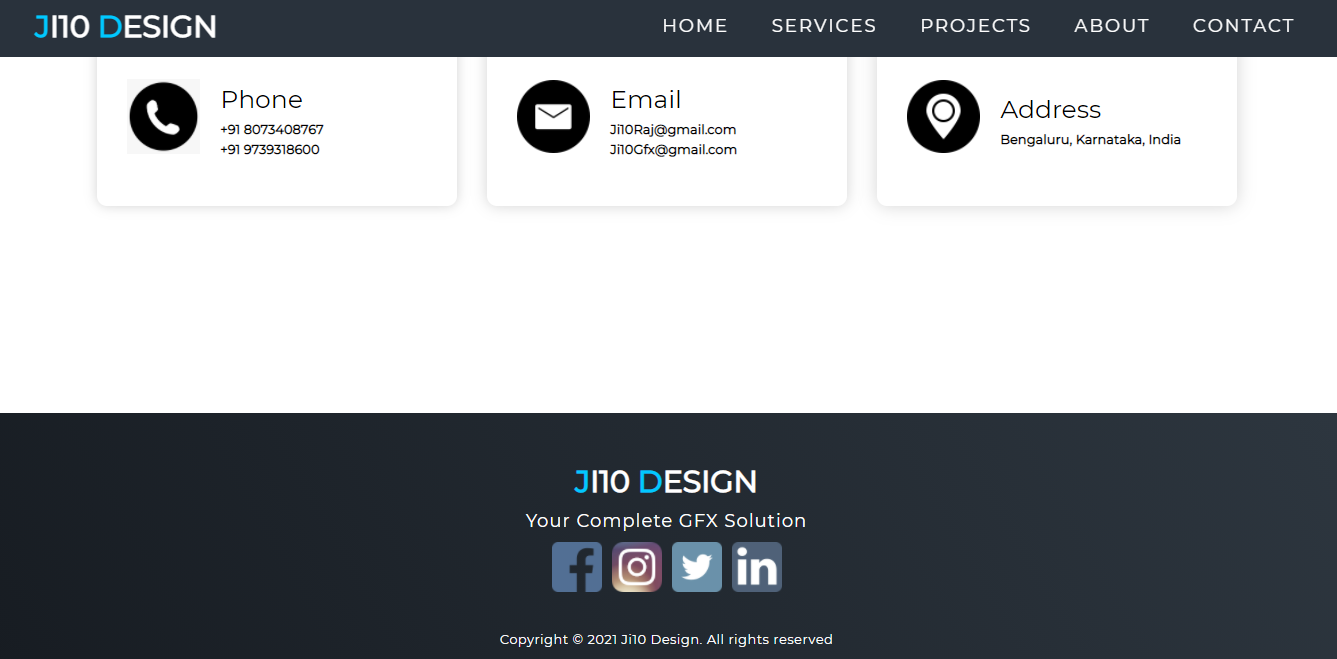 JI10 DESIGN
HOME SERVICES PROJECTS ABOUT CONTACT
Phone
+91 8073408767
+91 9739318600
Email
Ji10Raj@gmail.com
Ji10Gfx@gmail.com
Address
Bengaluru, Karnataka, India
JI10 DESIGN
Your Complete GFX Solution
Copyright © 2021 Ji10 Design. All rights reserved